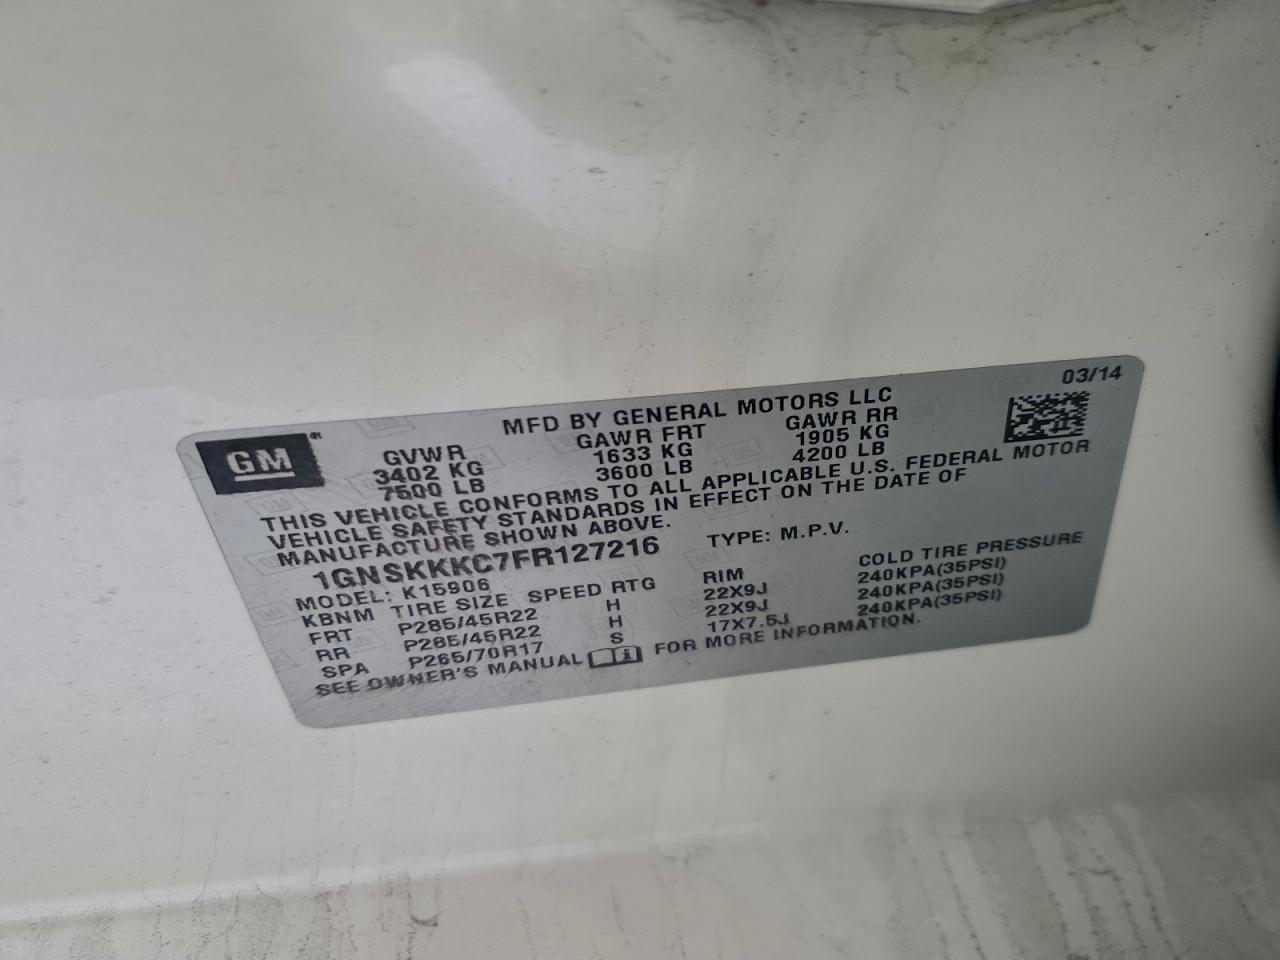 03/14
MFD BY GENERAL MOTORS LLC
GM®
GVWR GAWR FRT GAWR RR
3402 KG 1633 KG 1905 KG
7500 LB 3600 LB 4200 LB
THIS VEHICLE CONFORMS TO ALL APPLICABLE U.S. FEDERAL MOTOR
VEHICLE SAFETY STANDARDS IN EFFECT ON THE DATE OF
MANUFACTURE SHOWN ABOVE.
1GNSKKKC7FR127216 TYPE: M.P.V.
MODEL: K15906
KBNM TIRE SIZE SPEED RTG RIM COLD TIRE PRESSURE
FRT P285/45R22 H 22X9J 240KPA(35PSI)
RR P285/45R22 H 22X9J 240KPA(35PSI)
SPA P265/70R17 S 17X7.5J 240KPA(35PSI)
SEE OWNER'S MANUAL FOR MORE INFORMATION.